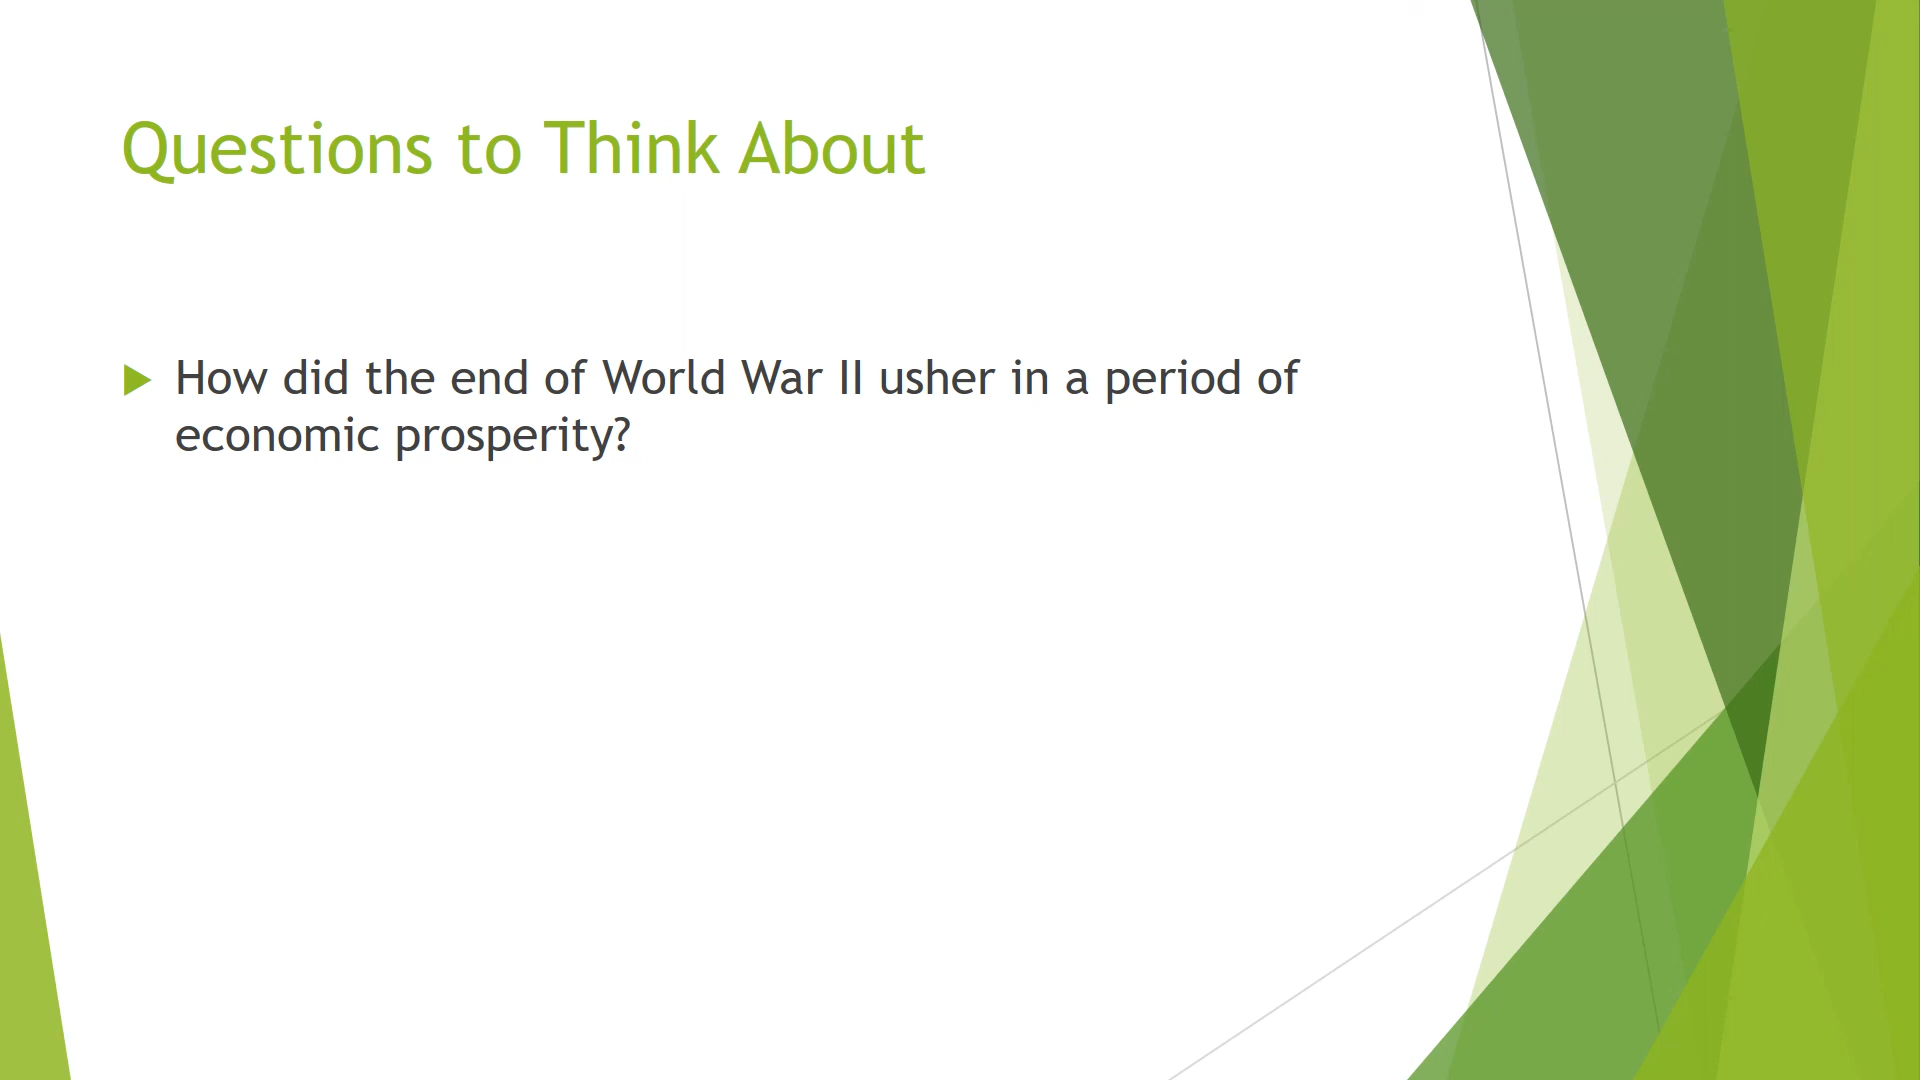 Questions to Think About
How did the end of World War II usher in a period of
economic prosperity?